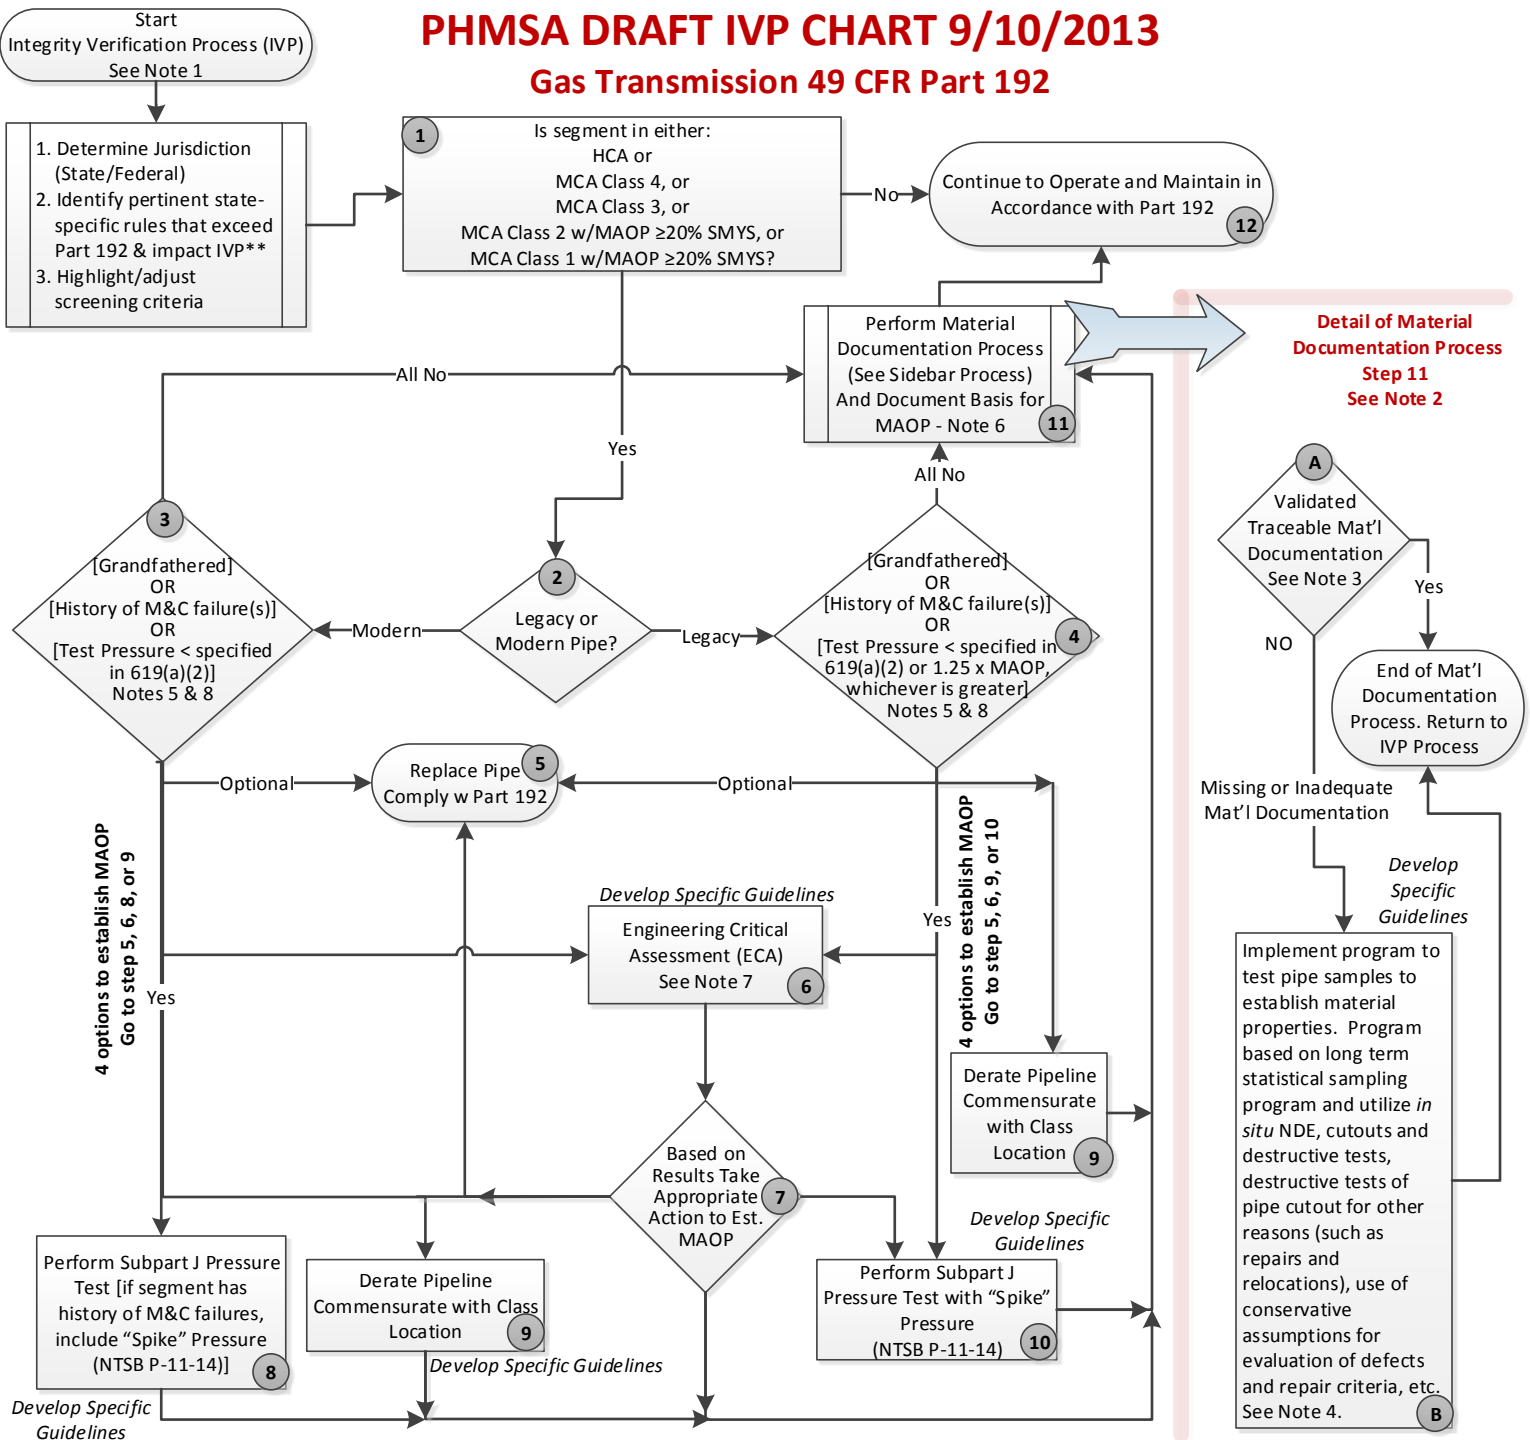 PHMSA DRAFT IVP CHART 9/10/2013
Gas Transmission 49 CFR Part 192
Start
Integrity Verification Process (IVP)
See Note 1
1. Determine Jurisdiction
(State/Federal)
2. Identify pertinent state-
specific rules that exceed
Part 192 & impact IVP**
3. Highlight/adjust
screening criteria
1
Is segment in either:
HCA or
MCA Class 4, or
MCA Class 3, or
MCA Class 2 w/MAOP ≥20% SMYS, or
MCA Class 1 w/MAOP ≥20% SMYS?
No
Continue to Operate and Maintain in
Accordance with Part 192
12
Yes
All No
Perform Material
Documentation Process
(See Sidebar Process)
And Document Basis for
MAOP - Note 6
11
All No
Detail of Material
Documentation Process
Step 11
See Note 2
3
[Grandfathered]
OR
[History of M&C failure(s)]
OR
[Test Pressure < specified
in 619(a)(2)]
Notes 5 & 8
Modern
2
Legacy or
Modern Pipe?
Legacy
[Grandfathered]
OR
[History of M&C failure(s)]
OR
[Test Pressure < specified in
619(a)(2) or 1.25 x MAOP,
whichever is greater]
Notes 5 & 8
4
A
Validated
Traceable Mat’l
Documentation
See Note 3
Yes
NO
End of Mat’l
Documentation
Process. Return to
IVP Process
Missing or Inadequate
Mat’l Documentation
Develop
Specific
Guidelines
Implement program to
test pipe samples to
establish material
properties. Program
based on long term
statistical sampling
program and utilize in
situ NDE, cutouts and
destructive tests,
destructive tests of
pipe cutout for other
reasons (such as
repairs and
relocations), use of
conservative
assumptions for
evaluation of defects
and repair criteria, etc.
See Note 4.
B
Optional
Replace Pipe
Comply w Part 192
5
Optional
4 options to establish MAOP
Go to step 5, 6, 8, or 9
Yes
Develop Specific Guidelines
Engineering Critical
Assessment (ECA)
See Note 7
6
Yes
4 options to establish MAOP
Go to step 5, 6, 9, or 10
Derate Pipeline
Commensurate
with Class
Location
9
Based on
Results Take
Appropriate
Action to Est.
MAOP
7
Develop Specific
Guidelines
Perform Subpart J Pressure
Test [if segment has
history of M&C failures,
include “Spike” Pressure
(NTSB P-11-14)]
8
Develop Specific
Guidelines
Derate Pipeline
Commensurate with Class
Location
9
Develop Specific Guidelines
Perform Subpart J
Pressure Test with “Spike”
Pressure
(NTSB P-11-14)
10